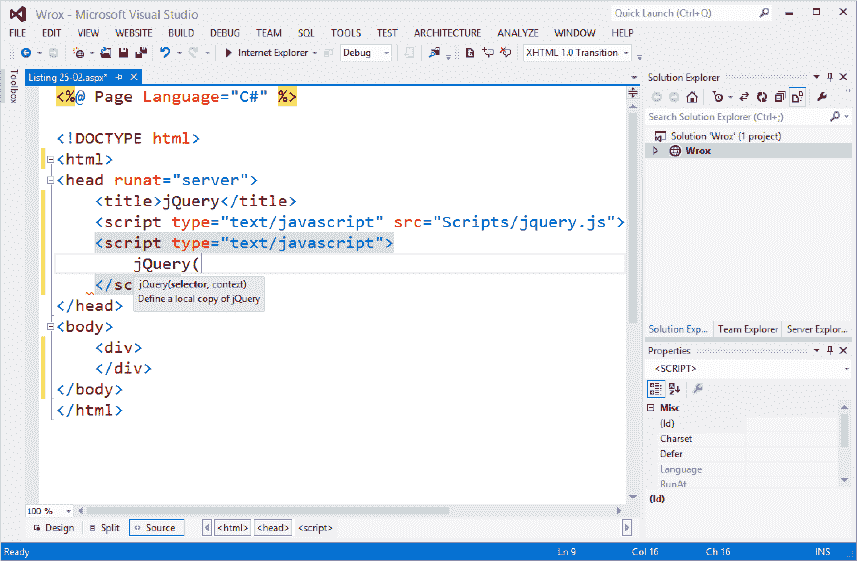 Wrox - Microsoft Visual Studio
Quick Launch (Ctrl+Q)
FILE EDIT VIEW WEBSITE BUILD DEBUG TEAM SQL TOOLS TEST ARCHITECTURE ANALYZE WINDOW HELP
Internet Explorer Debug XHTML 1.0 Transition
Toolbox
Listing 25-02.aspx*
<%@ Page Language="C#" %>
<!DOCTYPE html>
<html>
<head runat="server">
<title>jQuery</title>
<script type="text/javascript" src="Scripts/jquery.js">
<script type="text/javascript">
jQuery(
</sc
jQuery(selector, context)
Define a local copy of jQuery
</head>
<body>
<div>
</div>
</body>
</html>
100 %
Design Split Source <html> <head> <script>
Solution Explorer
Search Solution Explorer (Ctrl+;)
Solution 'Wrox' (1 project)
Wrox
Solution Exp... Team Explorer Server Explor...
Properties
<SCRIPT>
Misc
(Id)
Charset
Defer
Language
RunAt
(Id)
Ready Ln 9 Col 16 Ch 16 INS